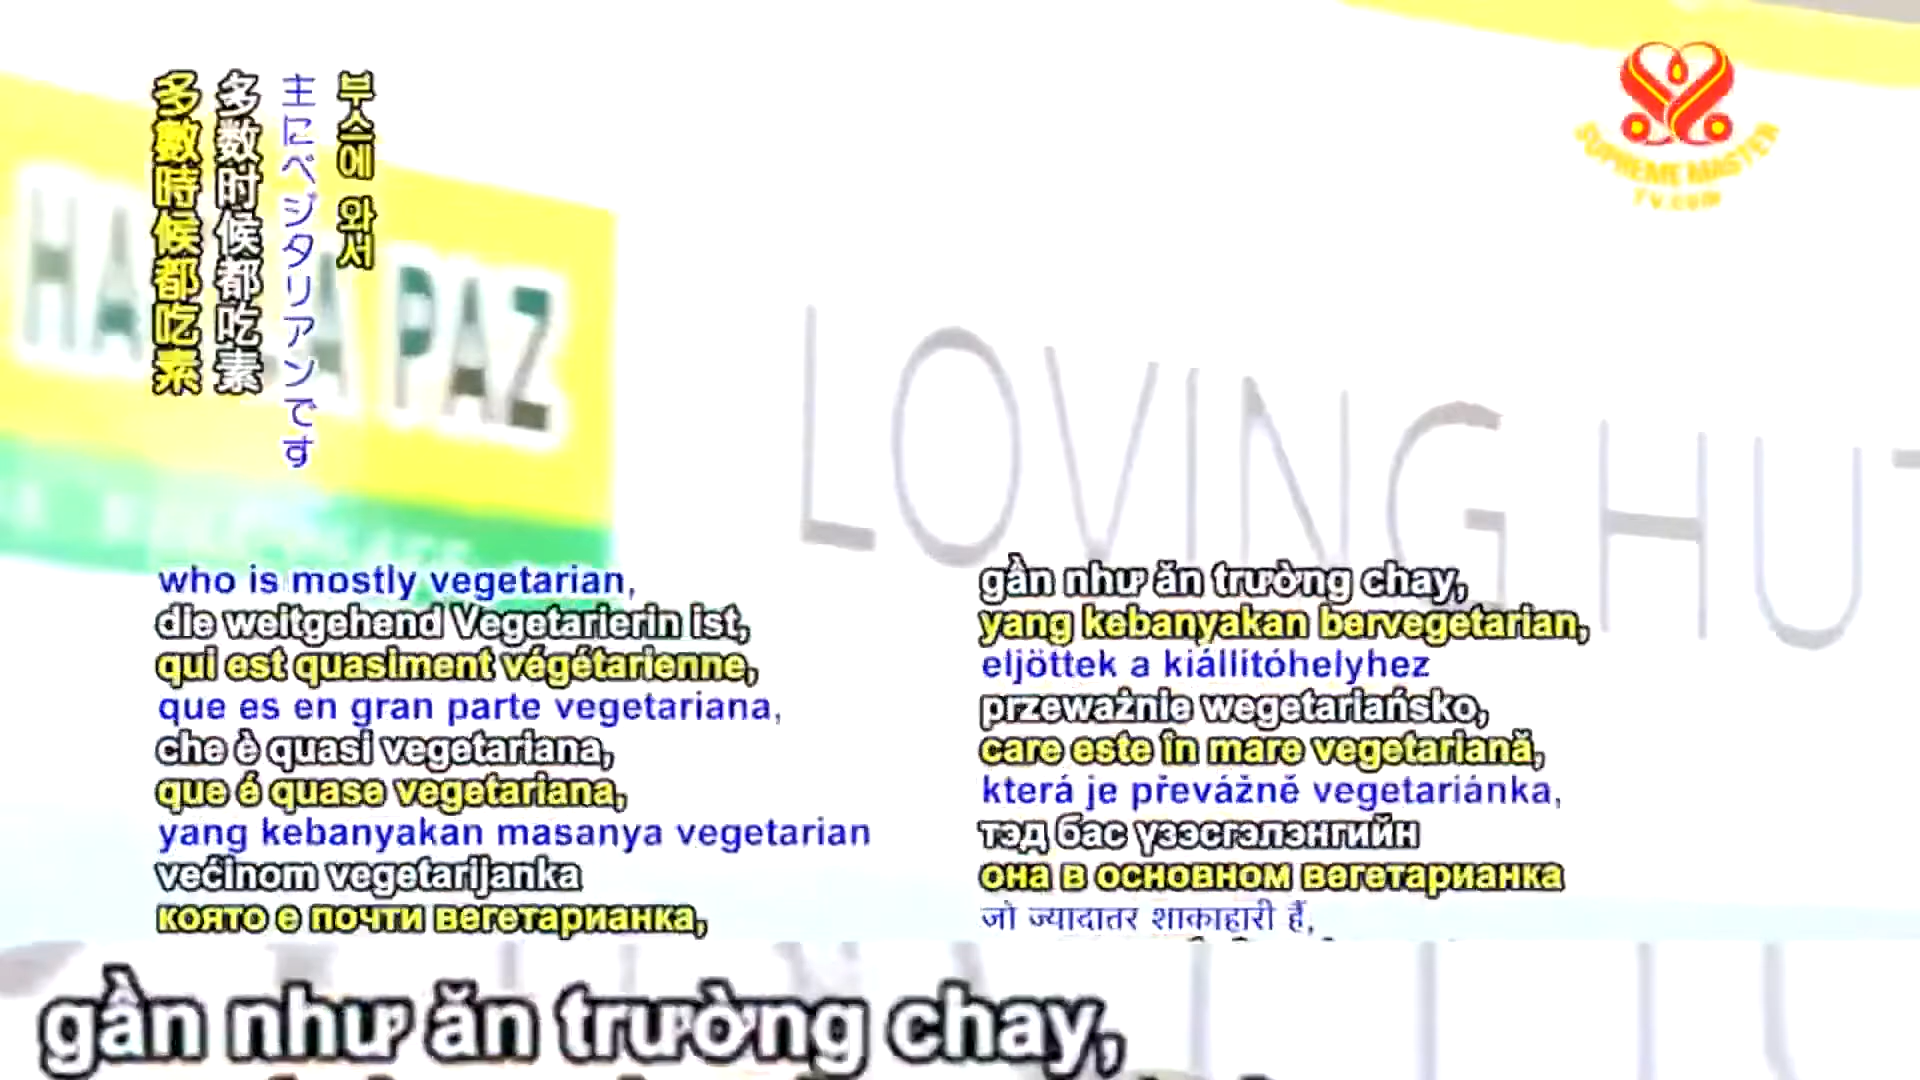 多數時候都吃素
多数时候都吃素
主にベジタリアンです
부스에 와서
SUPREME MASTER
TV.com
PAZ
LOVING HUT
who is mostly vegetarian,
die weitgehend Vegetarierin ist,
qui est quasiment végétarienne,
que es en gran parte vegetariana,
che è quasi vegetariana,
que é quase vegetariana,
yang kebanyakan masanya vegetarian
većinom vegetarijanka
която е почти вегетарианка,
gần như ăn trường chay,
yang kebanyakan bervegetarian,
eljöttek a kiállítóhelyhez
przeważnie wegetariańsko,
care este în mare vegetariană,
která je převážně vegetariánka,
тэд бас үзэсгэлэнгийн
она в основном вегетарианка
जो ज्यादातर शाकाहारी हैं,
gần như ăn trường chay,